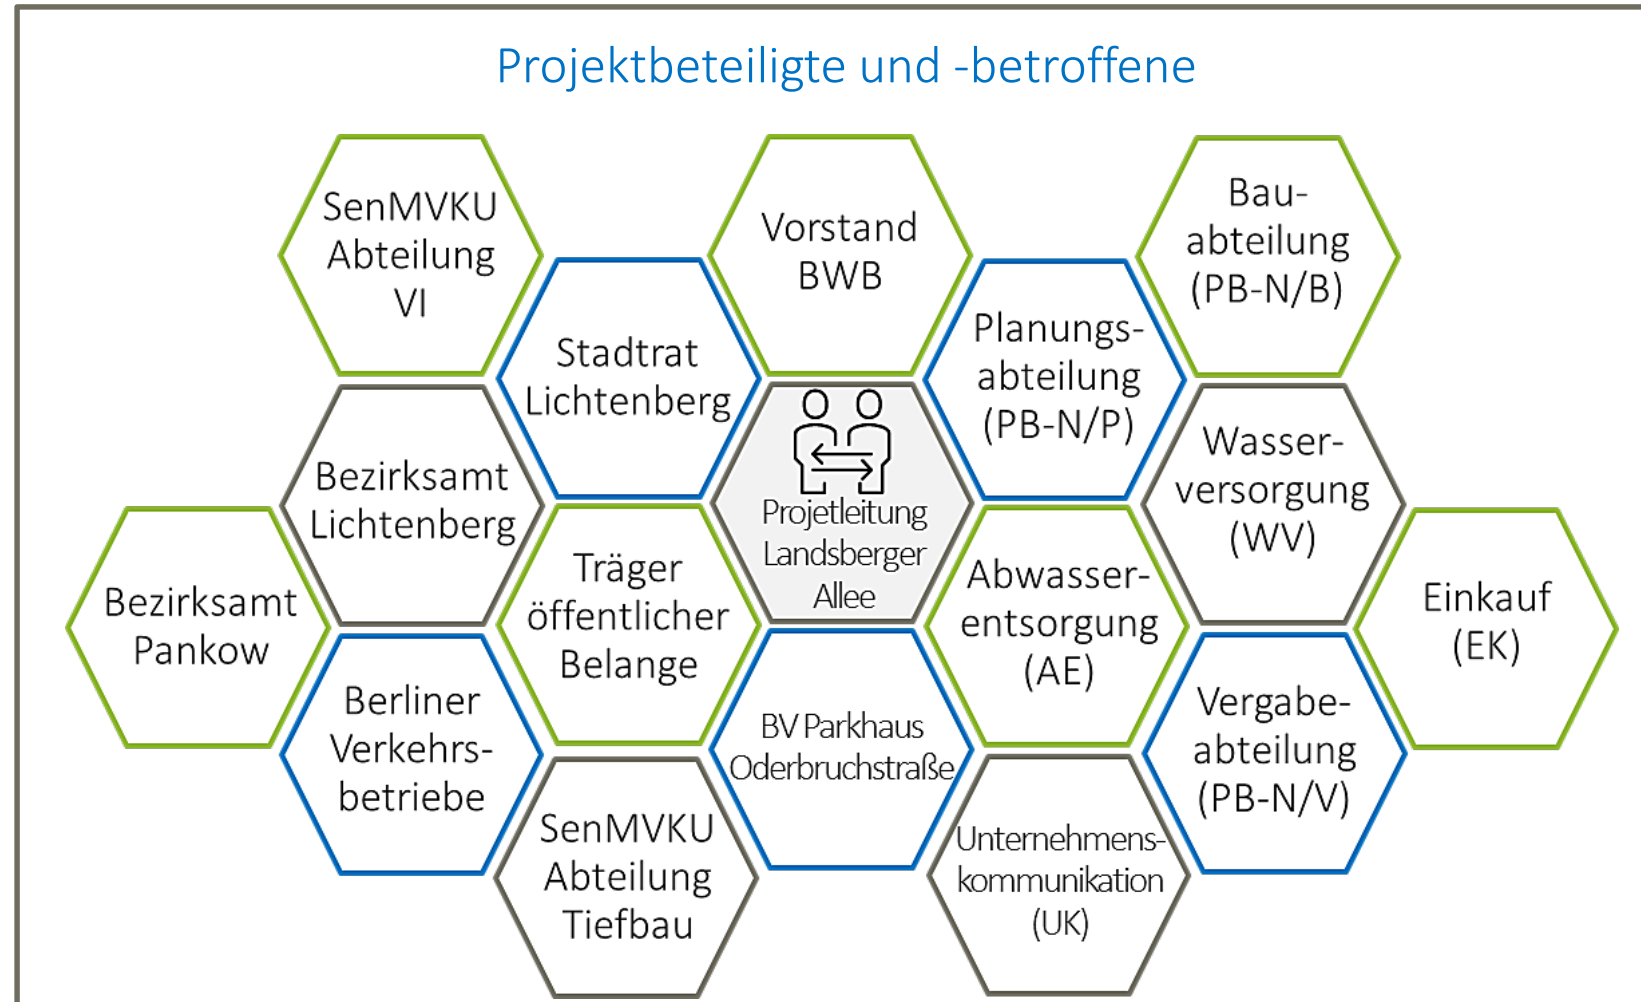 Projektbeteiligte und -betroffene
SenMVKU
Abteilung
VI
Vorstand
BWB
Bau-
abteilung
(PB-N/B)
Stadtrat
Lichtenberg
Planungs-
abteilung
(PB-N/P)
Bezirksamt
Lichtenberg
Projetleitung
Landsberger
Allee
Wasser-
versorgung
(WV)
Bezirksamt
Pankow
Träger
öffentlicher
Belange
Abwasser-
entsorgung
(AE)
Einkauf
(EK)
Berliner
Verkehrs-
betriebe
BV Parkhaus
Oderbruchstraße
Vergabe-
abteilung
(PB-N/V)
SenMVKU
Abteilung
Tiefbau
Unternehmens-
kommunikation
(UK)